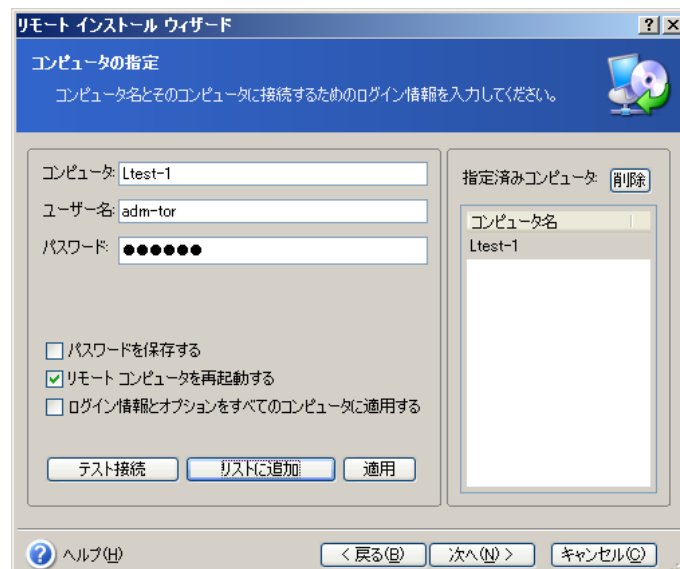 リモート インストール ウィザード
コンピュータの指定
コンピュータ名とそのコンピュータに接続するためのログイン情報を入力してください。
コンピュータ: Ltest-1
ユーザー名: adm-tor
パスワード: ●●●●●●
パスワードを保存する
リモート コンピュータを再起動する
ログイン情報とオプションをすべてのコンピュータに適用する
テスト接続 リストに追加 適用
指定済みコンピュータ: 削除
コンピュータ名
Ltest-1
ヘルプ(H) < 戻る(B) 次へ(N) > キャンセル(C)